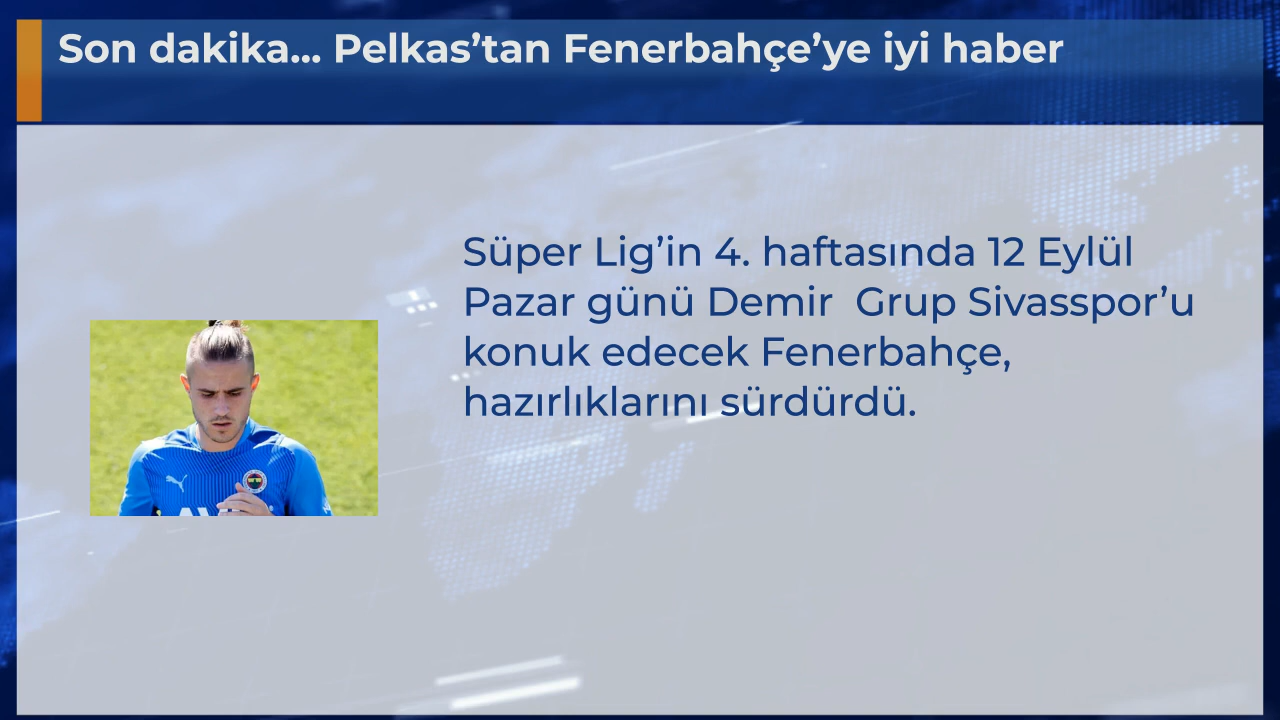 Son dakika... Pelkas’tan Fenerbahçe’ye iyi haber
Süper Lig’in 4. haftasında 12 Eylül
Pazar günü Demir  Grup Sivasspor’u
konuk edecek Fenerbahçe,
hazırlıklarını sürdürdü.